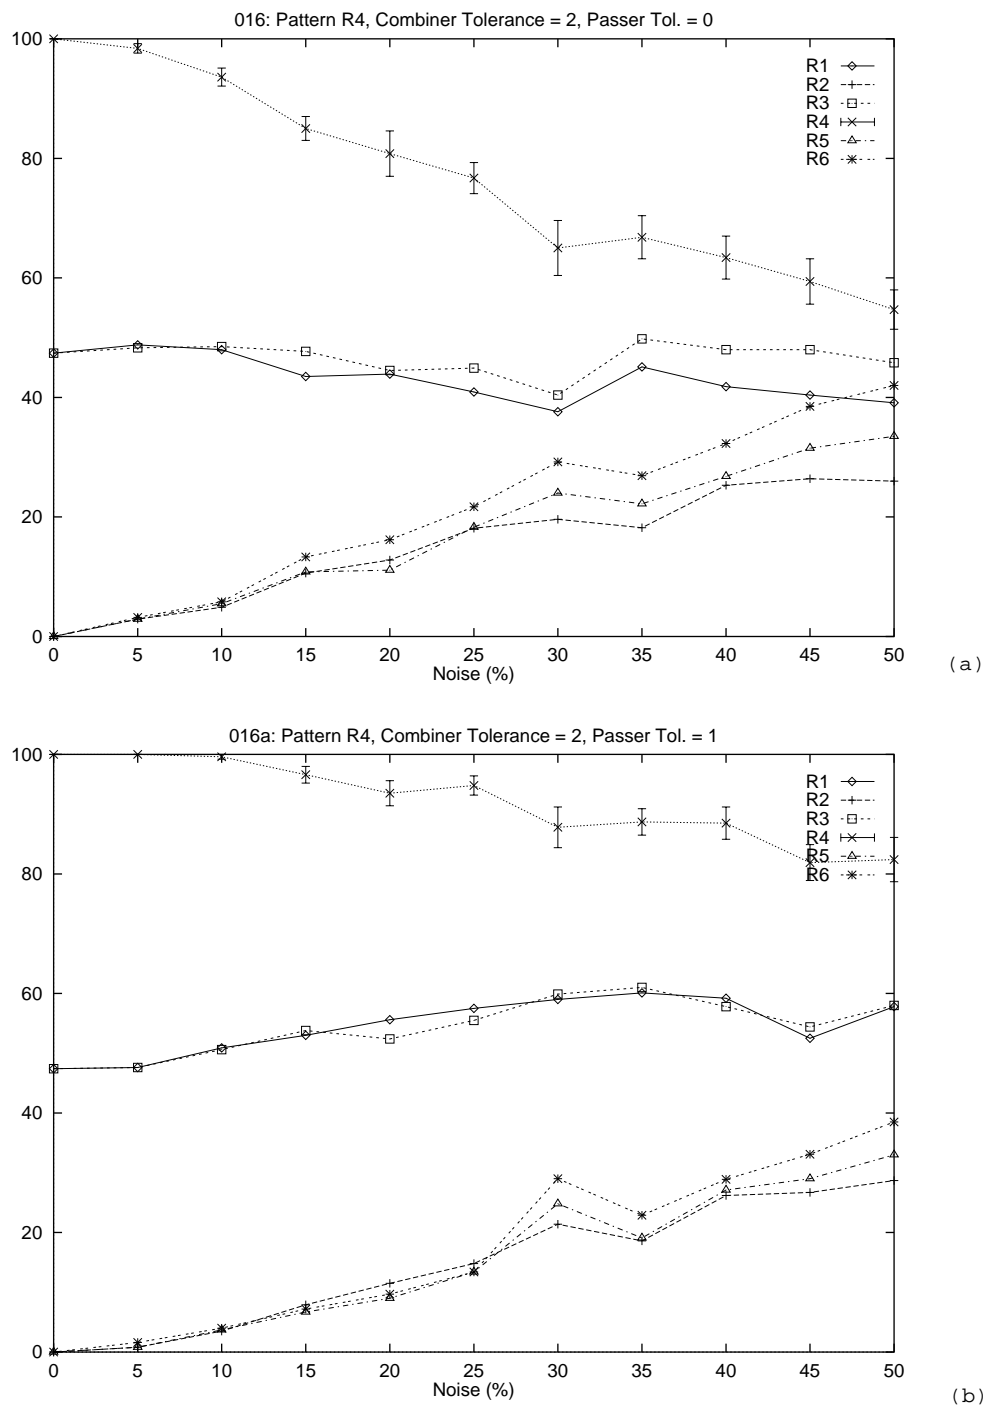 016: Pattern R4, Combiner Tolerance = 2, Passer Tol. = 0
100
80
60
40
20
0
R1
R2
R3
R4
R5
R6
0 5 10 15 20 25 30 35 40 45 50
Noise (%)
(a)
016a: Pattern R4, Combiner Tolerance = 2, Passer Tol. = 1
100
80
60
40
20
0
R1
R2
R3
R4
R5
R6
0 5 10 15 20 25 30 35 40 45 50
Noise (%)
(b)